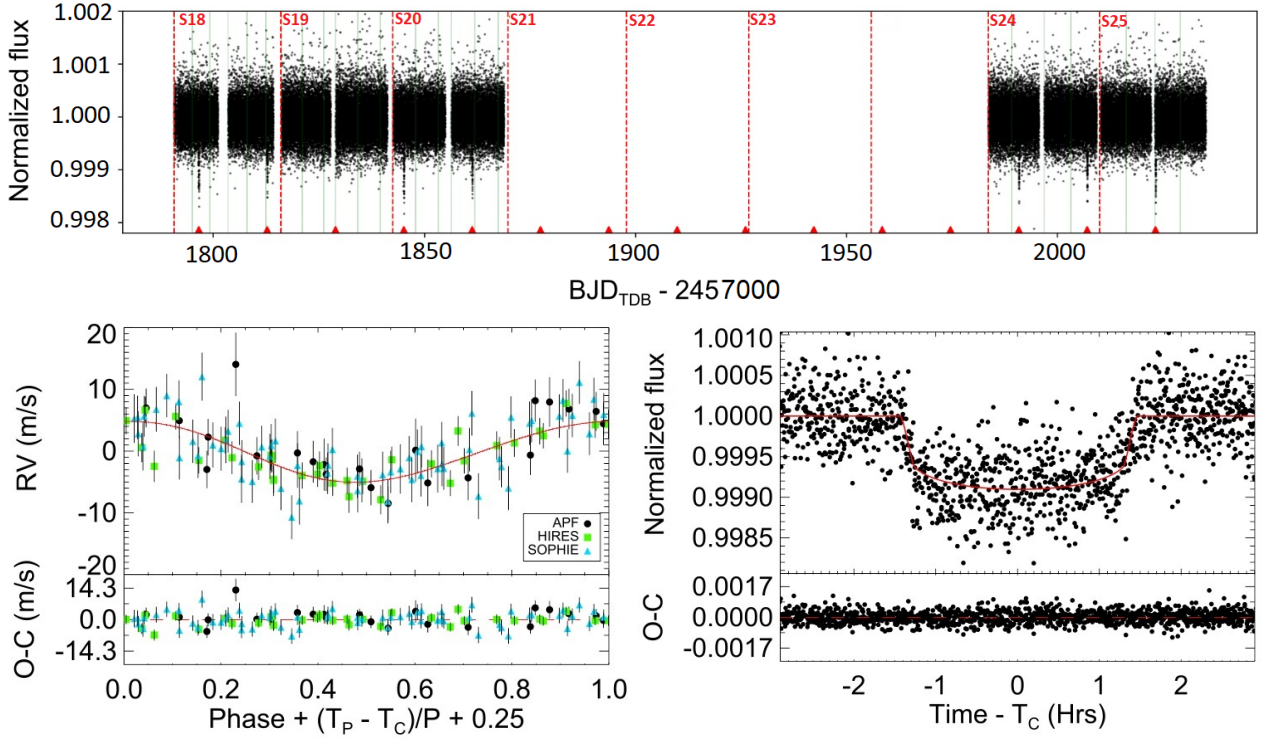 S18 S19 S20 S21 S22 S23 S24 S25
Normalized flux
1.002
1.001
1.000
0.999
0.998
1800 1850 1900 1950 2000
BJD_TDB - 2457000
RV (m/s)
20
10
0
-10
-20
APF
HIRES
SOPHIE
O-C (m/s)
14.3
0.0
-14.3
0.0 0.2 0.4 0.6 0.8 1.0
Phase + (T_P - T_C)/P + 0.25
Normalized flux
1.0010
1.0005
1.0000
0.9995
0.9990
0.9985
O-C
0.0017
0.0000
-0.0017
-2 -1 0 1 2
Time - T_C (Hrs)